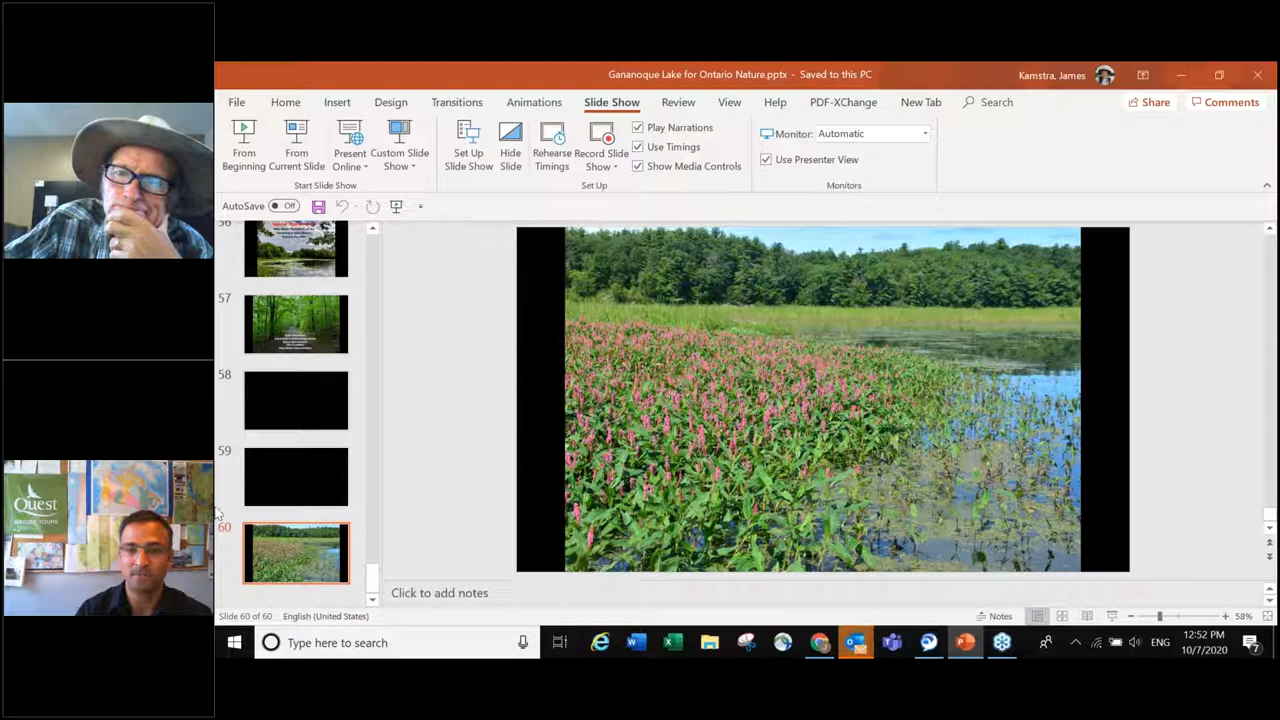 Gananoque Lake for Ontario Nature.pptx - Saved to this PC
Kamstra, James
File Home Insert Design Transitions Animations Slide Show Review View Help PDF-XChange New Tab Search
Share Comments
From Beginning
From Current Slide
Present Online
Custom Slide Show
Start Slide Show
Set Up Slide Show
Hide Slide
Rehearse Timings
Record Slide Show
Play Narrations
Use Timings
Show Media Controls
Set Up
Monitor: Automatic
Use Presenter View
Monitors
AutoSave Off
56
57
58
59
60
Quest
NATURE TOURS
Click to add notes
Slide 60 of 60 English (United States)
Notes
58%
Type here to search
ENG
12:52 PM
10/7/2020
7